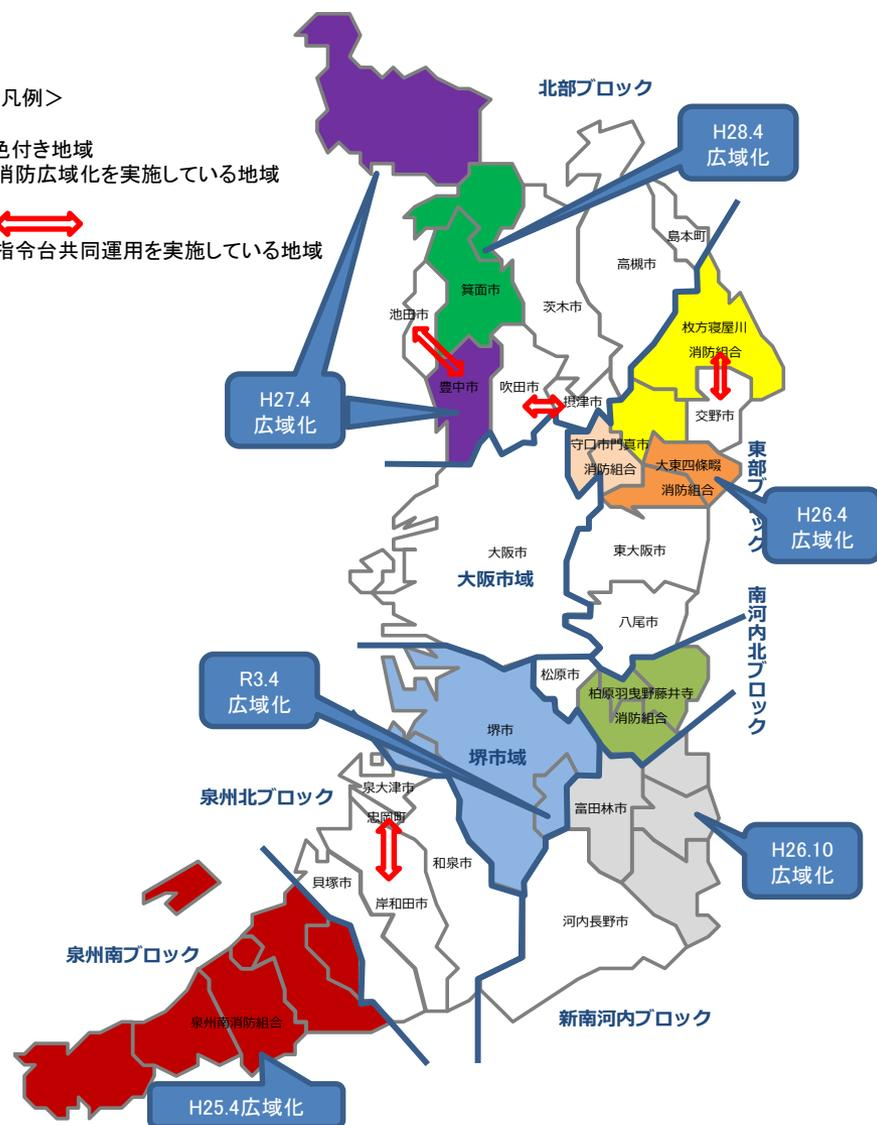 凡例＞
色付き地域
消防広域化を実施している地域
指令台共同運用を実施している地域
北部ブロック
H28.4
広域化
島本町
高槻市
茨木市
箕面市
池田市
豊中市
吹田市
摂津市
枚方寝屋川
消防組合
交野市
H27.4
広域化
守口市門真市
消防組合
大東四條畷
消防組合
東部ブロック
H26.4
広域化
大阪市
大阪市域
東大阪市
八尾市
南河内北ブロック
R3.4
広域化
松原市
柏原羽曳野藤井寺
消防組合
堺市
堺市域
泉州北ブロック
泉大津市
忠岡町
富田林市
H26.10
広域化
和泉市
貝塚市
岸和田市
河内長野市
泉州南ブロック
泉州南消防組合
新南河内ブロック
H25.4広域化